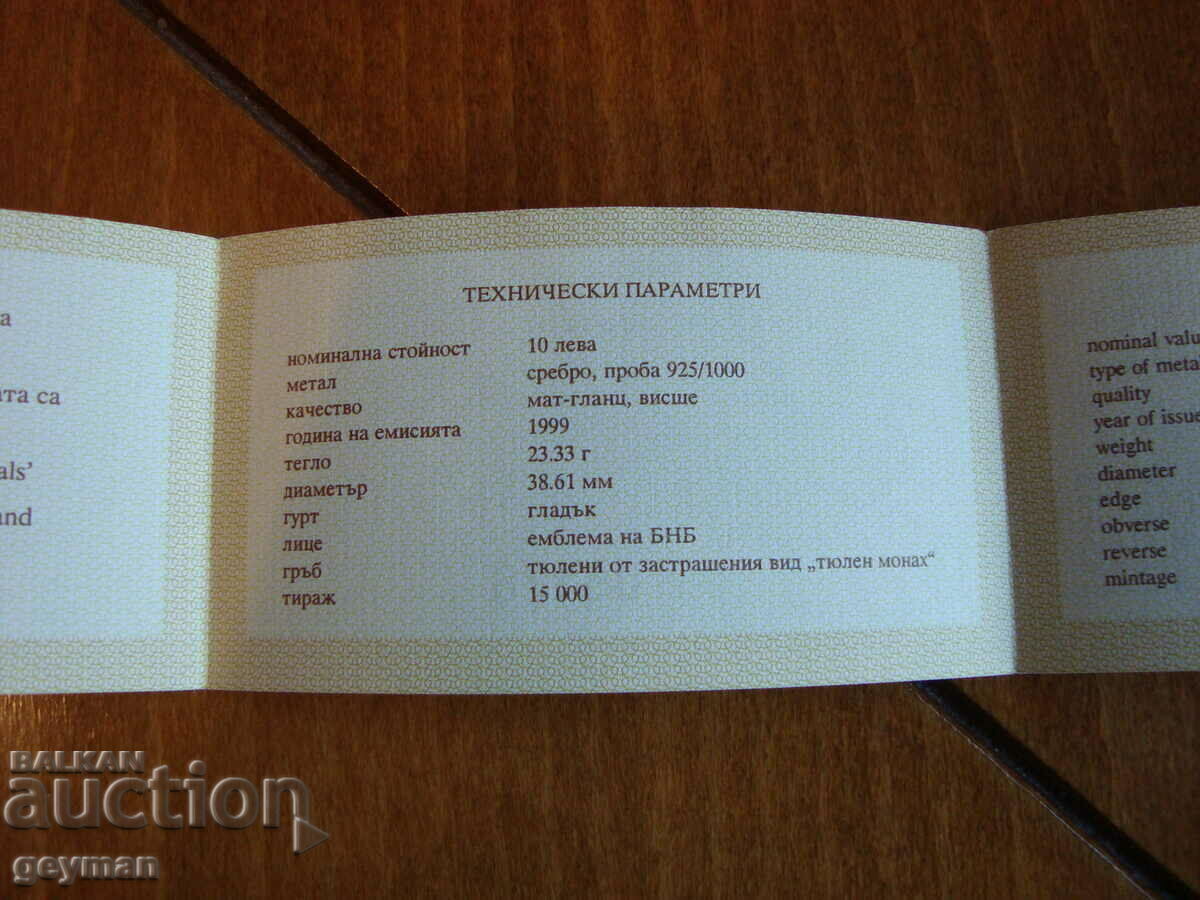 а
ата са
als'
and
ТЕХНИЧЕСКИ ПАРАМЕТРИ
номинална стойност 10 лева
метал сребро, проба 925/1000
качество мат-гланц, висше
година на емисията 1999
тегло 23.33 г
диаметър 38.61 мм
гурт гладък
лице емблема на БНБ
гръб тюлени от застрашения вид „тюлен монах“
тираж 15 000
nominal valu
type of meta
quality
year of issue
weight
diameter
edge
obverse
reverse
mintage
BALKAN
auction
geyman